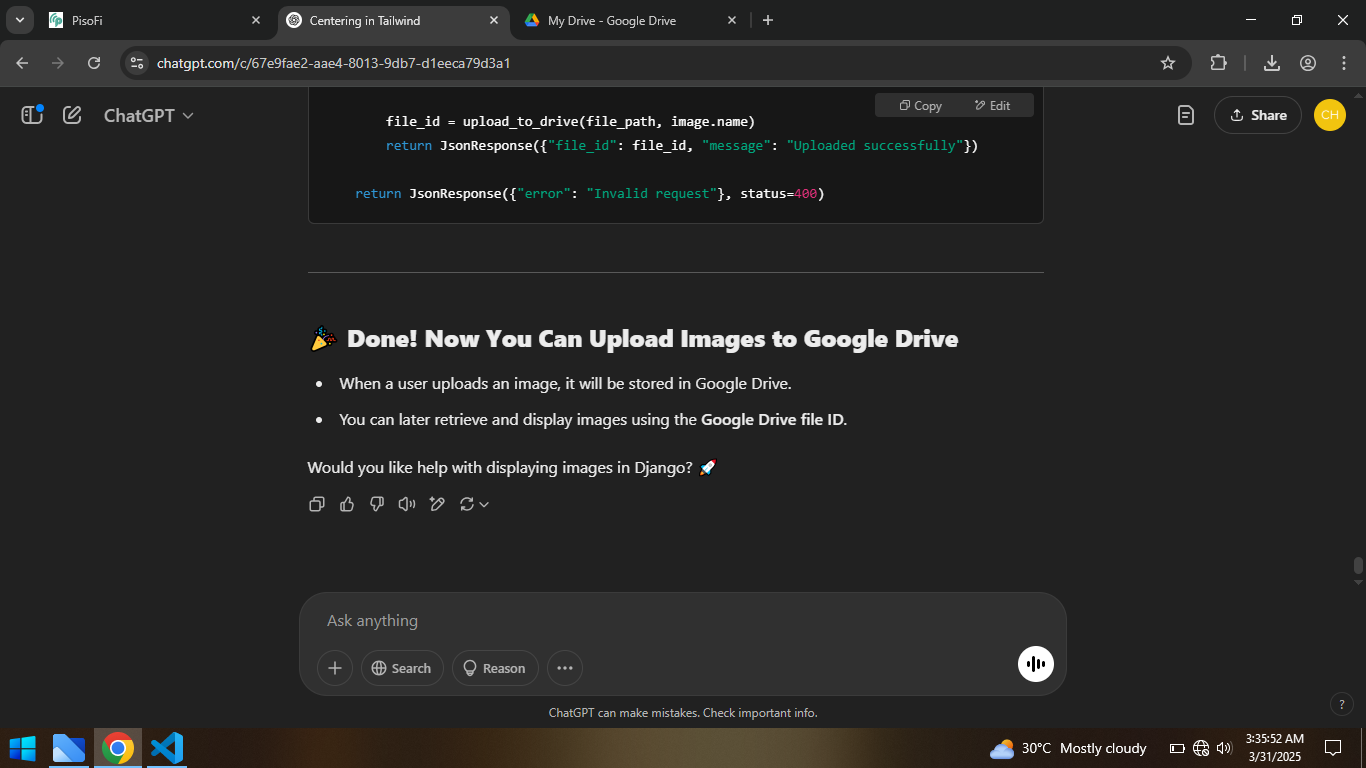 PisoFi
Centering in Tailwind
My Drive - Google Drive
chatgpt.com/c/67e9fae2-aae4-8013-9db7-d1eeca79d3a1
ChatGPT
Copy
Edit
Share
CH
file_id = upload_to_drive(file_path, image.name)
return JsonResponse({"file_id": file_id, "message": "Uploaded successfully"})
return JsonResponse({"error": "Invalid request"}, status=400)
🎉 Done! Now You Can Upload Images to Google Drive
• When a user uploads an image, it will be stored in Google Drive.
• You can later retrieve and display images using the Google Drive file ID.
Would you like help with displaying images in Django? 🚀
Ask anything
Search
Reason
ChatGPT can make mistakes. Check important info.
?
30°C Mostly cloudy
3:35:52 AM
3/31/2025